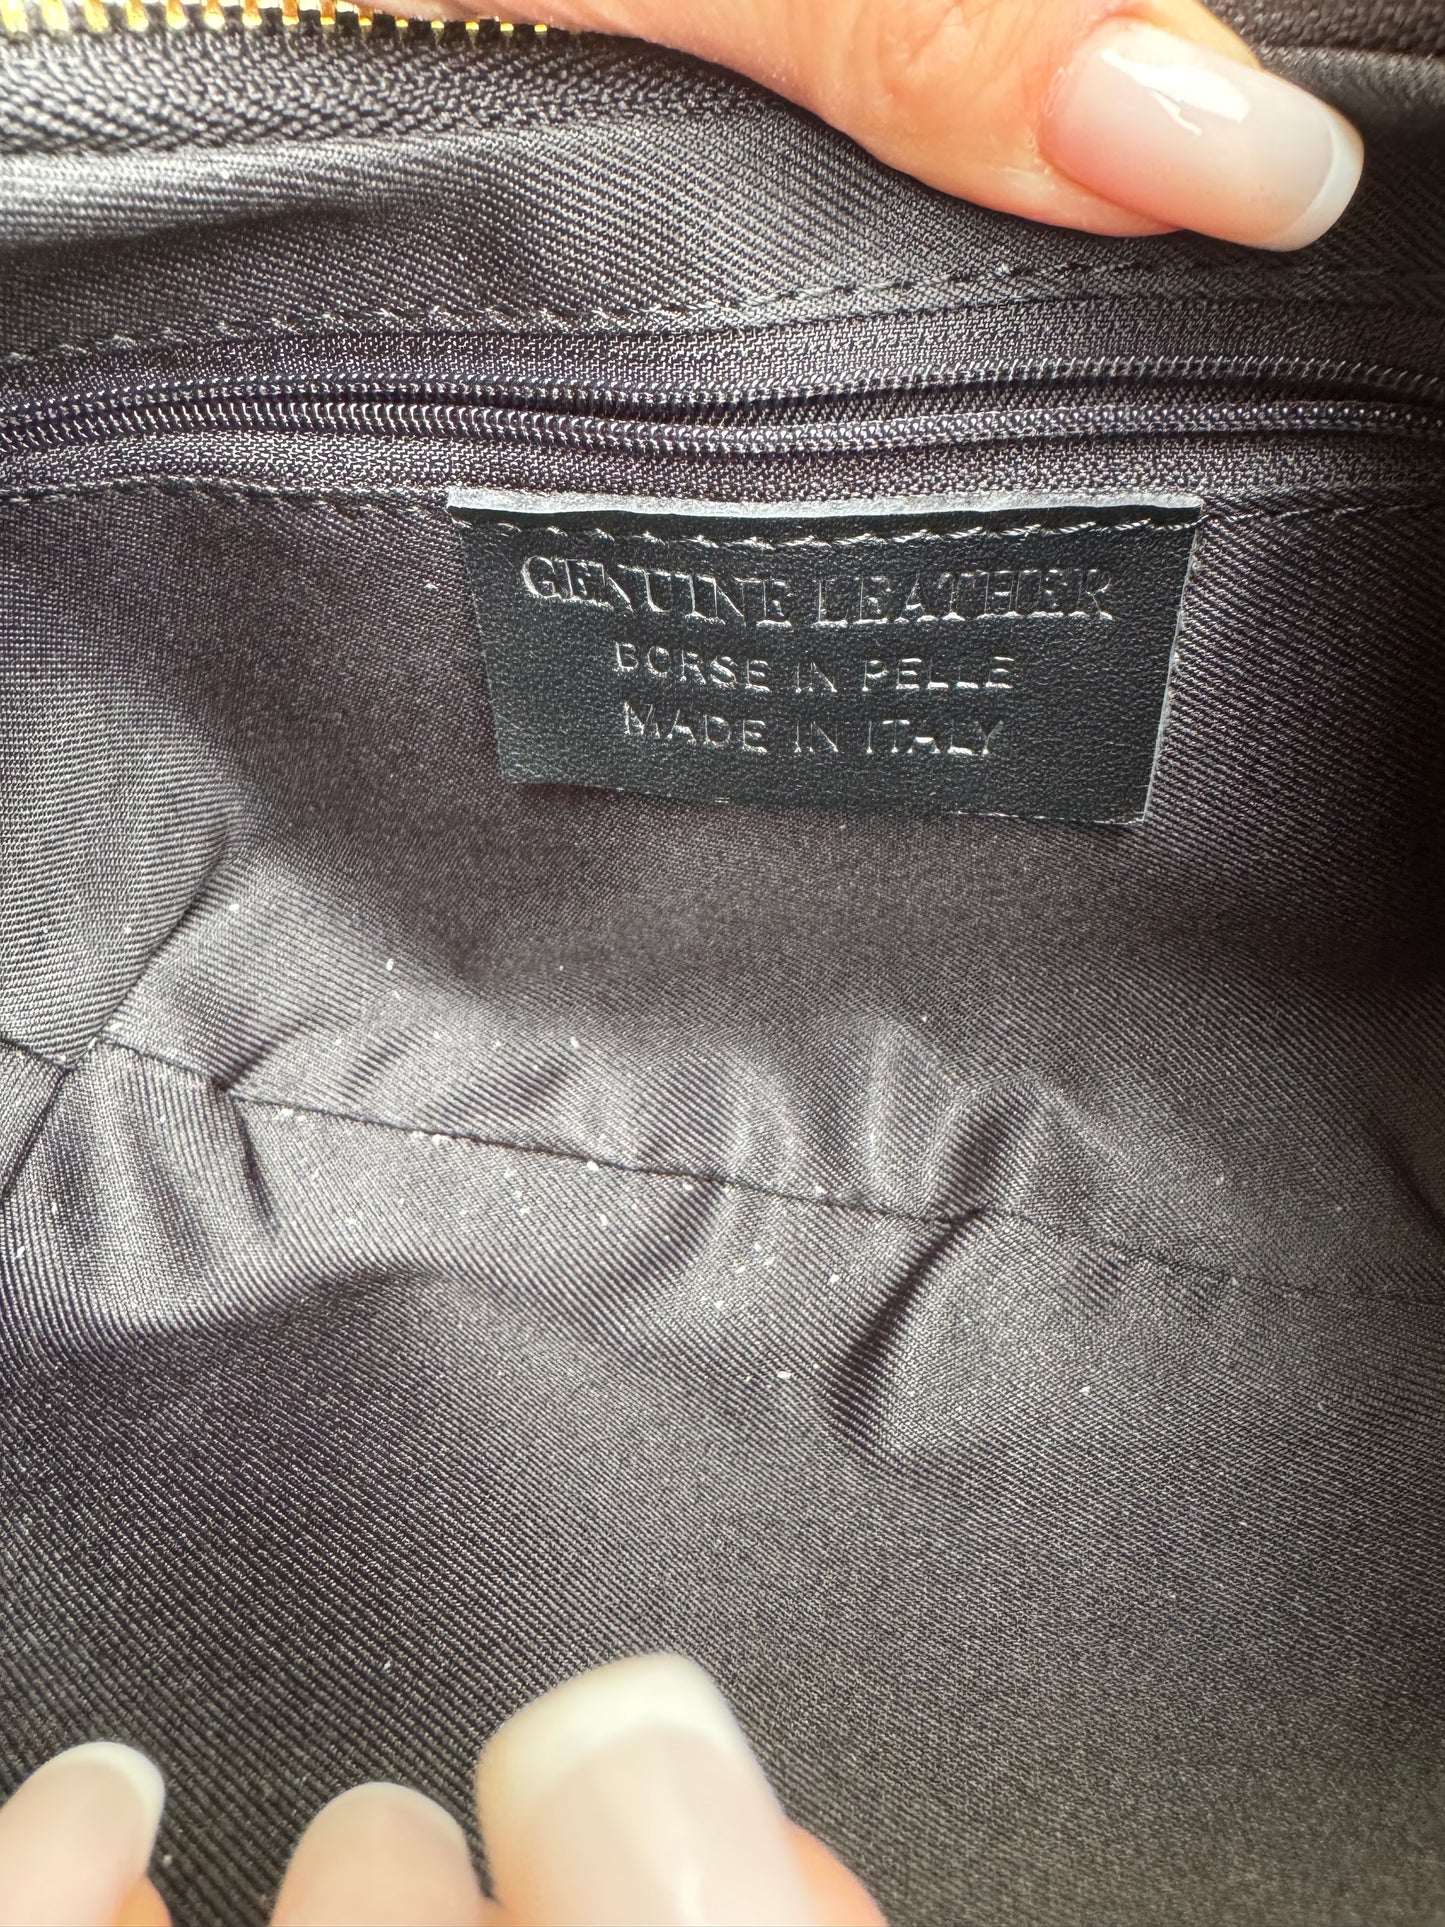 GENUINE LEATHER
BORSE IN PELLE
MADE IN ITALY